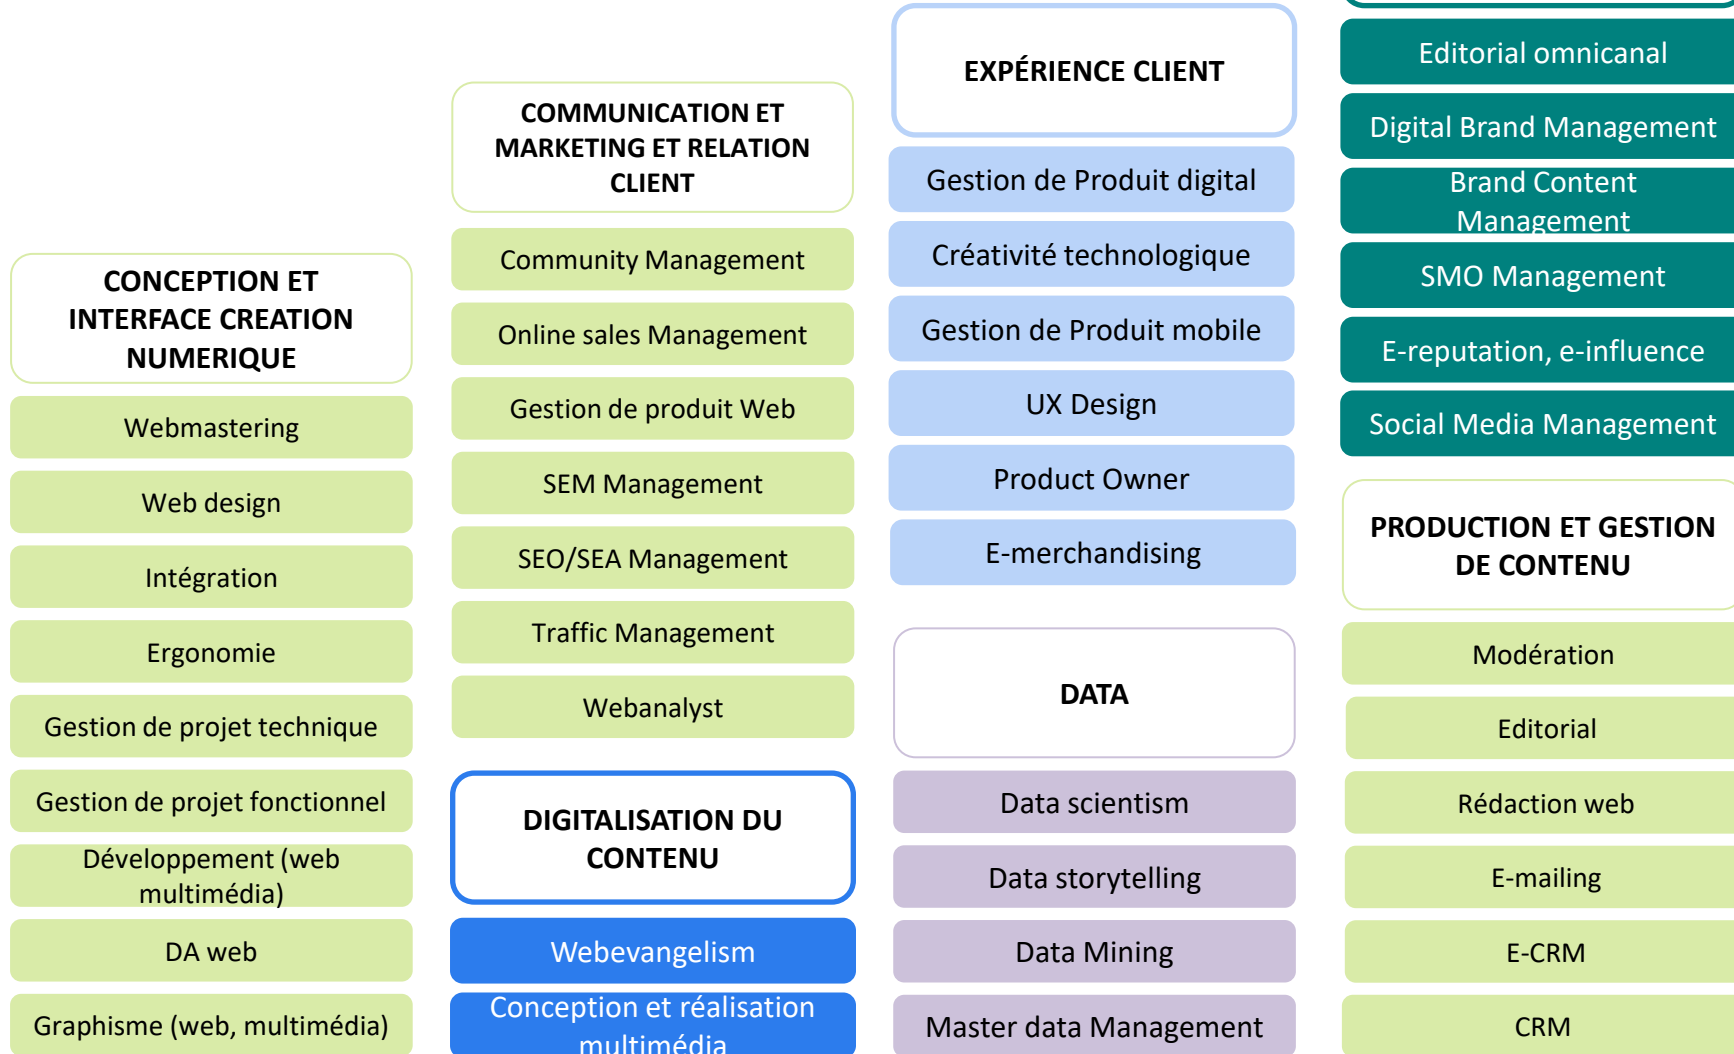 CONCEPTION ET
INTERFACE CREATION
NUMERIQUE
Webmastering
Web design
Intégration
Ergonomie
Gestion de projet technique
Gestion de projet fonctionnel
Développement (web
multimédia)
DA web
Graphisme (web, multimédia)
COMMUNICATION ET
MARKETING ET RELATION
CLIENT
Community Management
Online sales Management
Gestion de produit Web
SEM Management
SEO/SEA Management
Traffic Management
Webanalyst
DIGITALISATION DU
CONTENU
Webevangelism
Conception et réalisation
multimédia
EXPÉRIENCE CLIENT
Gestion de Produit digital
Créativité technologique
Gestion de Produit mobile
UX Design
Product Owner
E-merchandising
DATA
Data scientism
Data storytelling
Data Mining
Master data Management
Editorial omnicanal
Digital Brand Management
Brand Content
Management
SMO Management
E-reputation, e-influence
Social Media Management
PRODUCTION ET GESTION
DE CONTENU
Modération
Editorial
Rédaction web
E-mailing
E-CRM
CRM